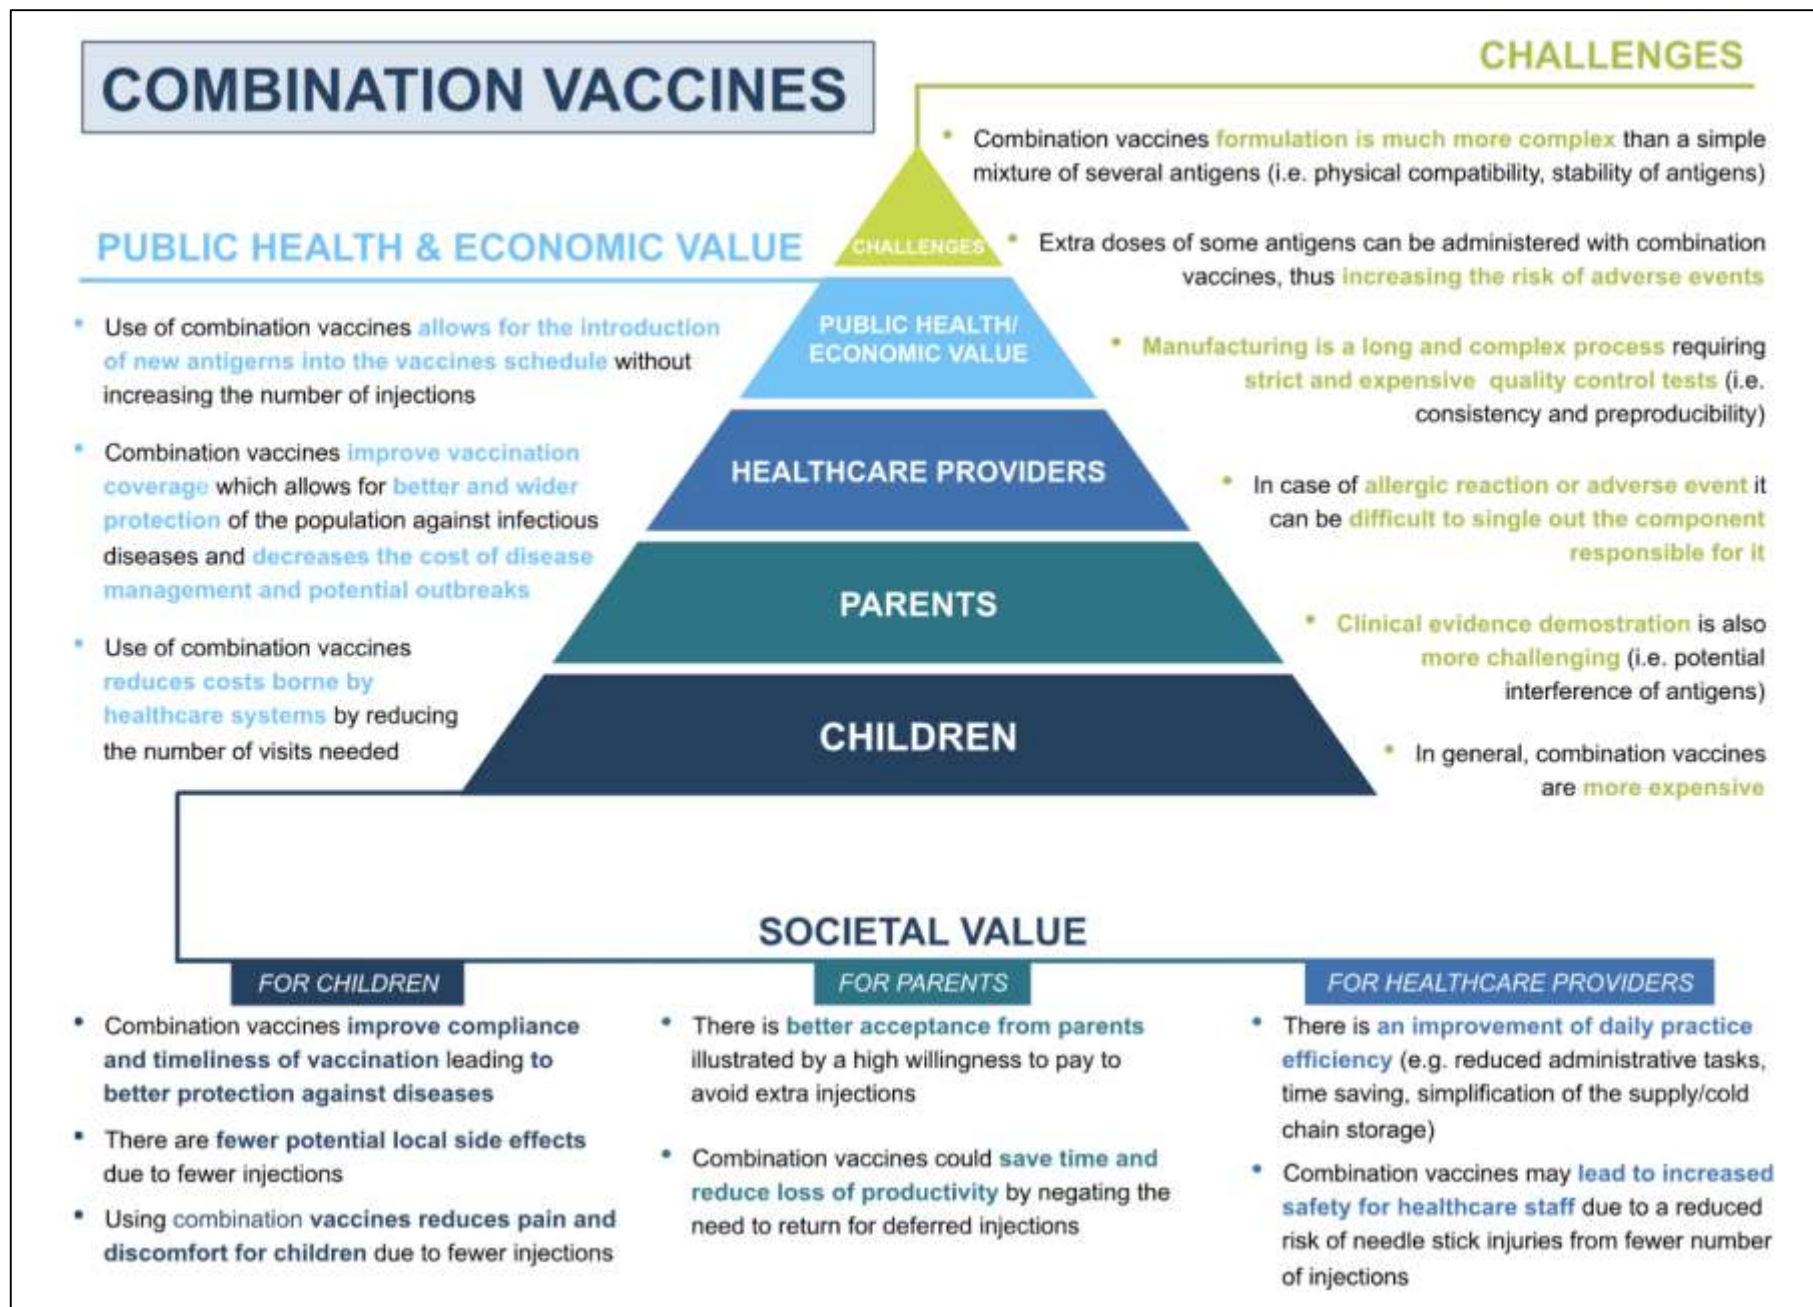 COMBINATION VACCINES
CHALLENGES
• Combination vaccines formulation is much more complex than a simple
mixture of several antigens (i.e. physical compatibility, stability of antigens)
• Extra doses of some antigens can be administered with combination
vaccines, thus increasing the risk of adverse events
• Manufacturing is a long and complex process requiring
strict and expensive quality control tests (i.e.
consistency and preproducibility)
• In case of allergic reaction or adverse event it
can be difficult to single out the component
responsible for it
• Clinical evidence demostration is also
more challenging (i.e. potential
interference of antigens)
• In general, combination vaccines
are more expensive
PUBLIC HEALTH & ECONOMIC VALUE
• Use of combination vaccines allows for the introduction
of new antigerns into the vaccines schedule without
increasing the number of injections
• Combination vaccines improve vaccination
coverage which allows for better and wider
protection of the population against infectious
diseases and decreases the cost of disease
management and potential outbreaks
• Use of combination vaccines
reduces costs borne by
healthcare systems by reducing
the number of visits needed
CHALLENGES
PUBLIC HEALTH/
ECONOMIC VALUE
HEALTHCARE PROVIDERS
PARENTS
CHILDREN
SOCIETAL VALUE
FOR CHILDREN
• Combination vaccines improve compliance
and timeliness of vaccination leading to
better protection against diseases
• There are fewer potential local side effects
due to fewer injections
• Using combination vaccines reduces pain and
discomfort for children due to fewer injections
FOR PARENTS
• There is better acceptance from parents
illustrated by a high willingness to pay to
avoid extra injections
• Combination vaccines could save time and
reduce loss of productivity by negating the
need to return for deferred injections
FOR HEALTHCARE PROVIDERS
• There is an improvement of daily practice
efficiency (e.g. reduced administrative tasks,
time saving, simplification of the supply/cold
chain storage)
• Combination vaccines may lead to increased
safety for healthcare staff due to a reduced
risk of needle stick injuries from fewer number
of injections